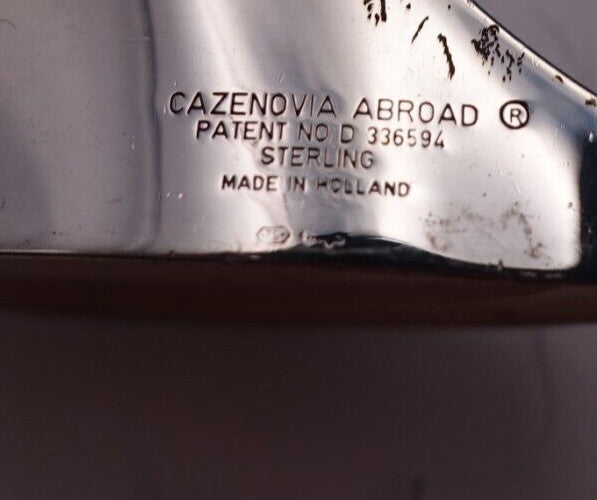 CAZENOVIA ABROAD ®
PATENT NO D 336594
STERLING
MADE IN HOLLAND